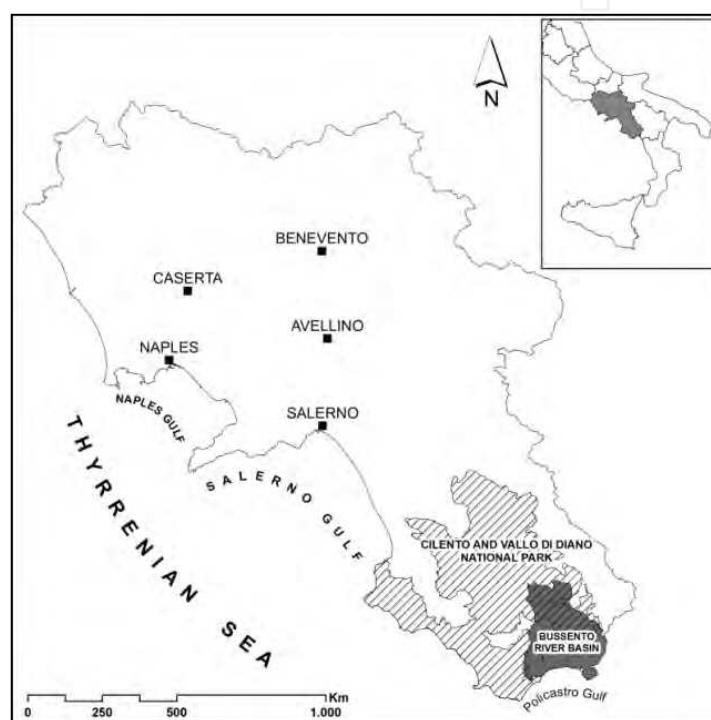 N
BENEVENTO
CASERTA
AVELLINO
NAPLES
NAPLES GULF
SALERNO
SALERNO GULF
THYRRENIAN SEA
CILENTO AND VALLO DI DIANO
NATIONAL PARK
BUSSENTO
RIVER BASIN
Policastro Gulf
Km
0 250 500 1.000